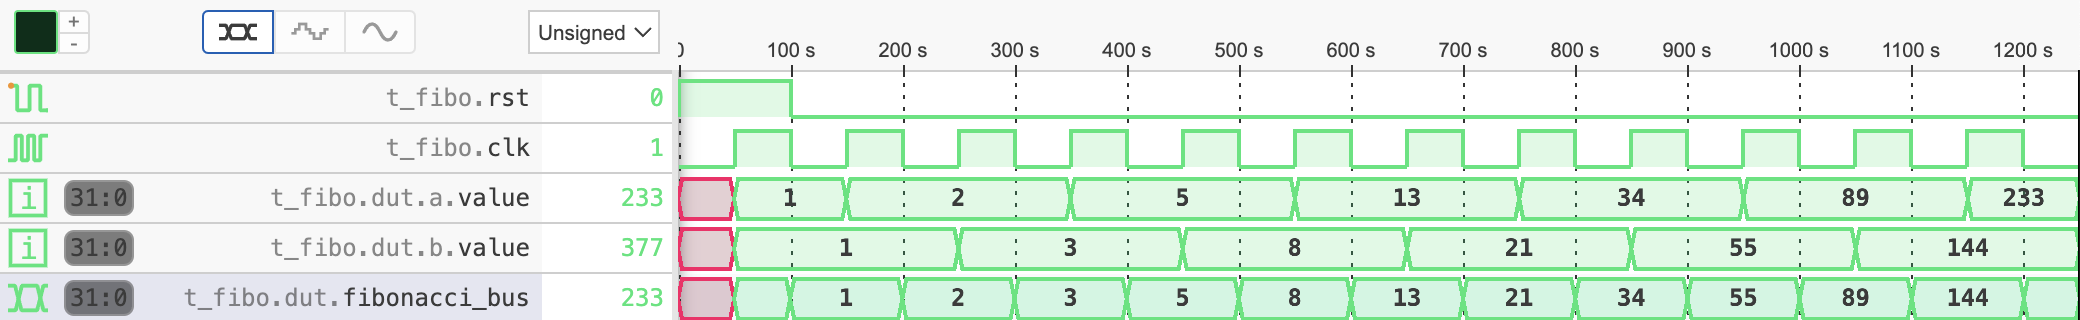 +
-
Unsigned
0 100 s 200 s 300 s 400 s 500 s 600 s 700 s 800 s 900 s 1000 s 1100 s 1200 s
t_fibo.rst 0
t_fibo.clk 1
i 31:0 t_fibo.dut.a.value 233 1 2 5 13 34 89 233
i 31:0 t_fibo.dut.b.value 377 1 3 8 21 55 144
31:0 t_fibo.dut.fibonacci_bus 233 1 2 3 5 8 13 21 34 55 89 144